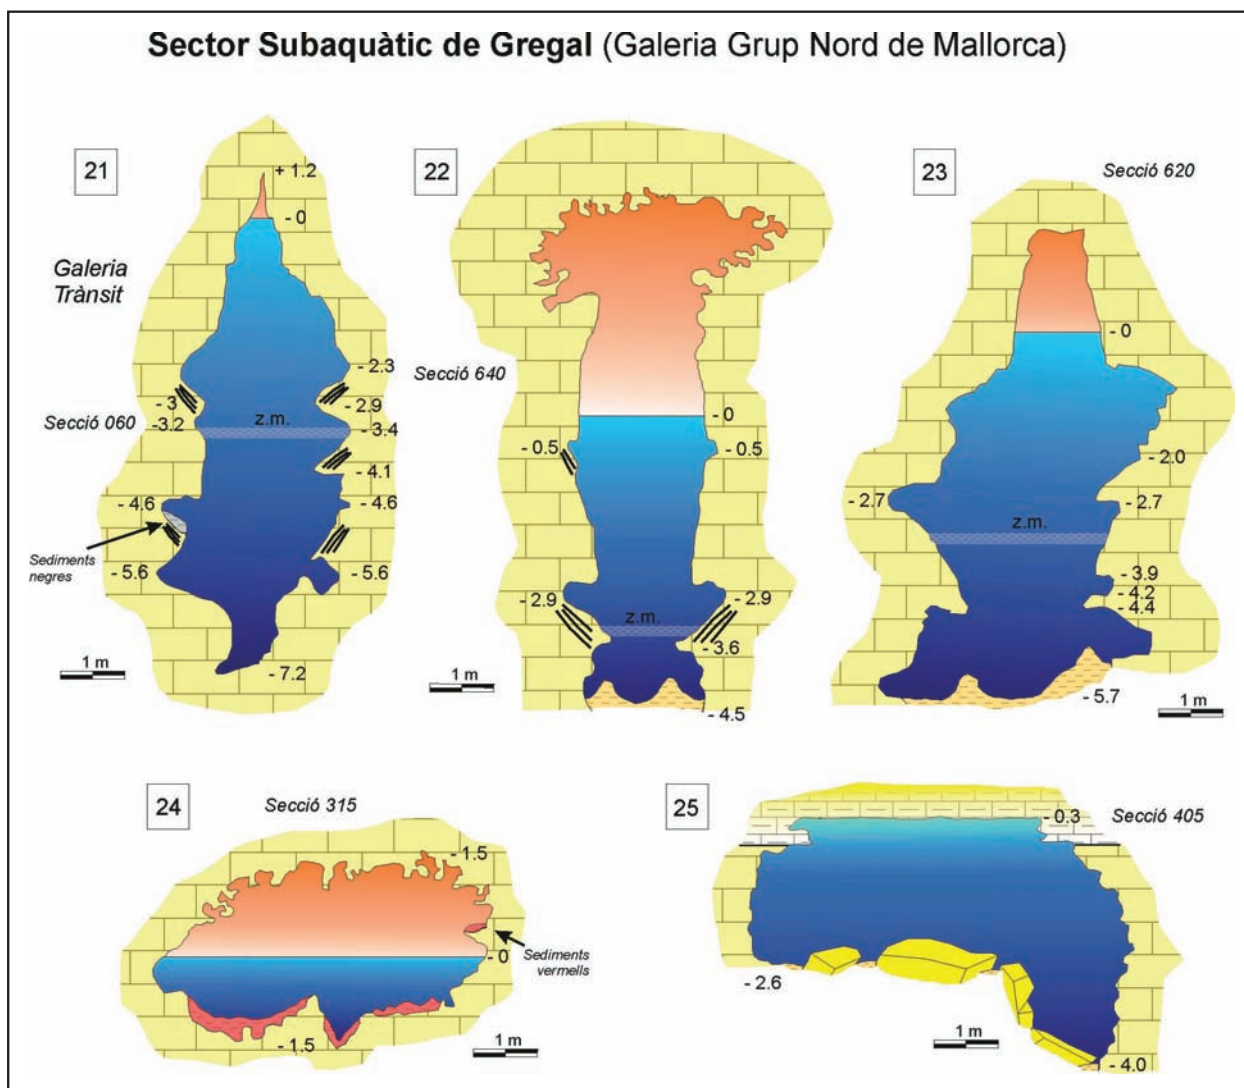 Sector Subaquàtic de Gregal (Galeria Grup Nord de Mallorca)
21
+ 1.2
- 0
Galeria
Trànsit
- 2.3
- 3
- 2.9
Secció 060
-3.2
z.m.
- 3.4
- 4.1
- 4.6
- 4.6
Sediments
negres
- 5.6
- 5.6
- 7.2
1 m
22
Secció 640
- 0
- 0.5
- 0.5
- 2.9
- 2.9
z.m.
- 3.6
- 4.5
1 m
23
Secció 620
- 0
- 2.0
- 2.7
- 2.7
z.m.
- 3.9
- 4.2
- 4.4
- 5.7
1 m
24
Secció 315
- 1.5
Sediments
vermells
- 0
- 1.5
1 m
25
- 0.3
Secció 405
- 2.6
1 m
- 4.0